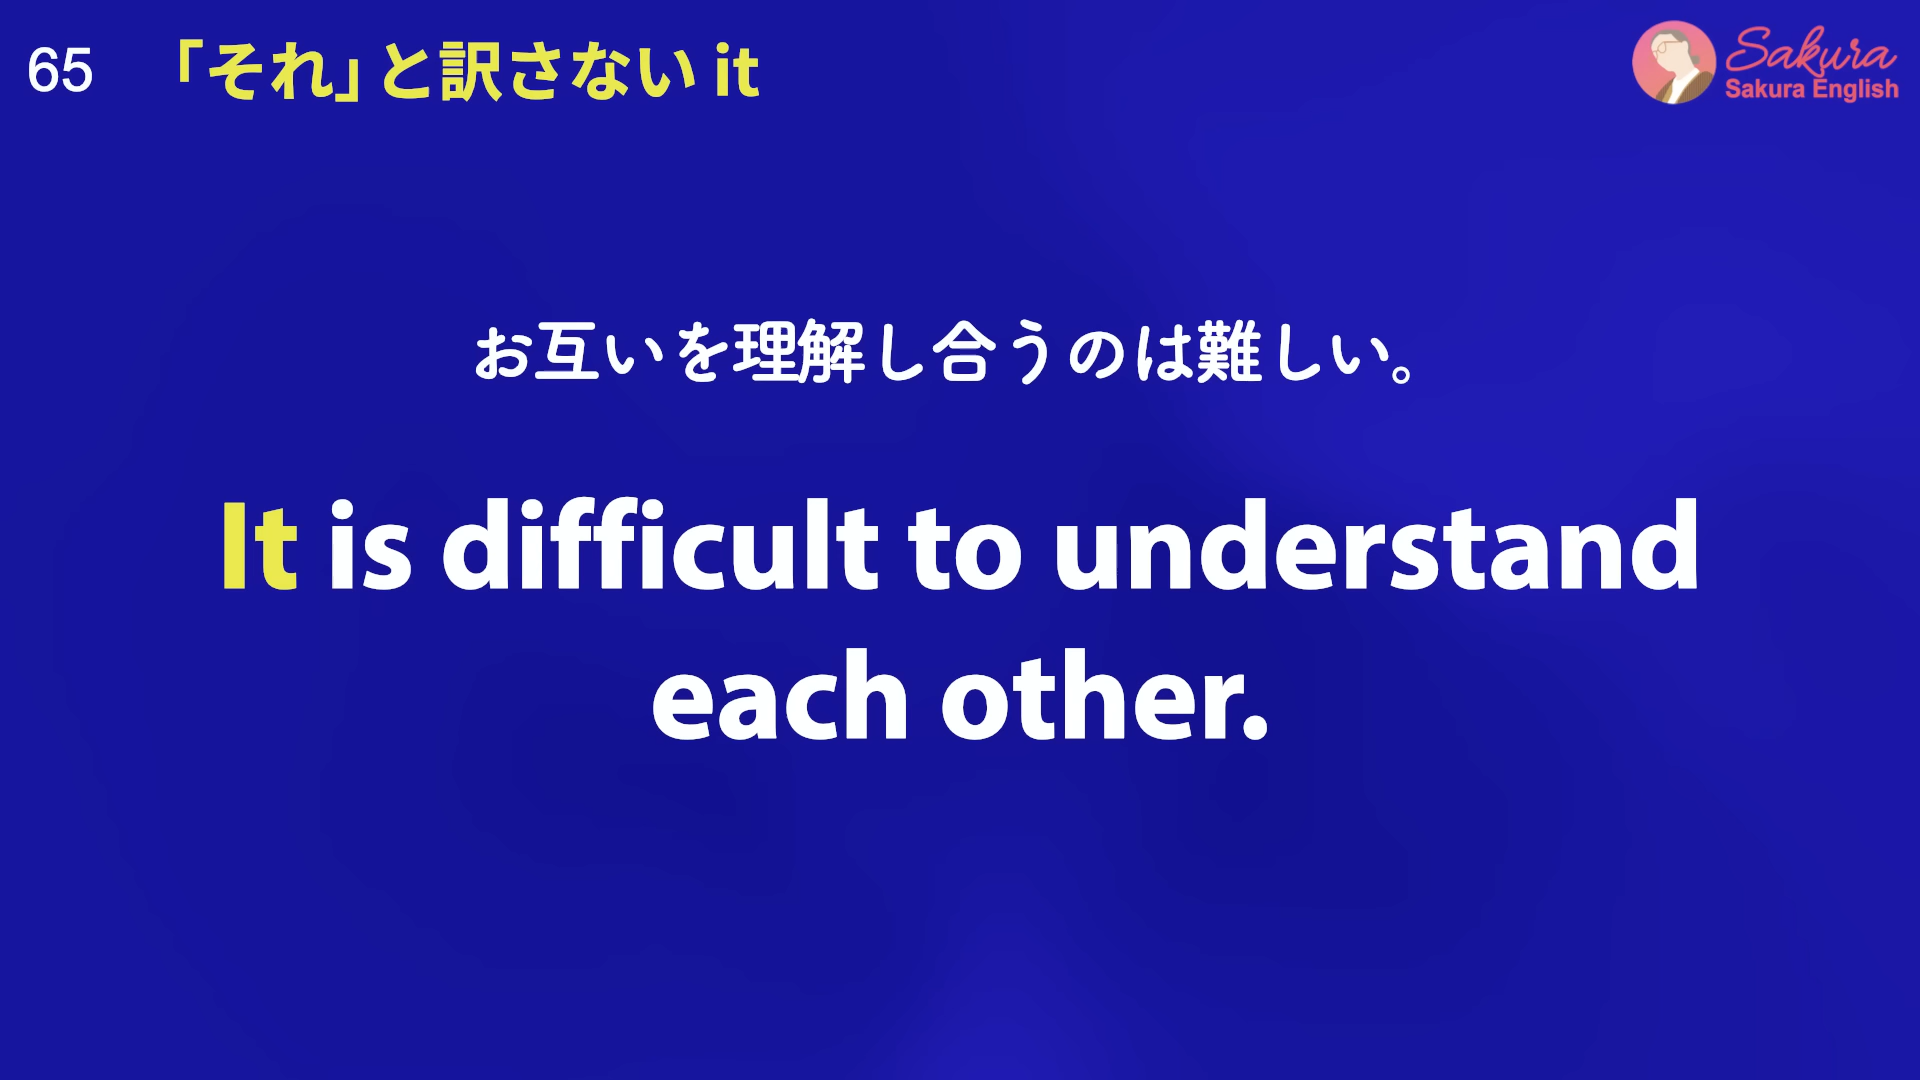 65 「それ」と訳さない it
Sakura
Sakura English
お互いを理解し合うのは難しい。
It is difficult to understand
each other.